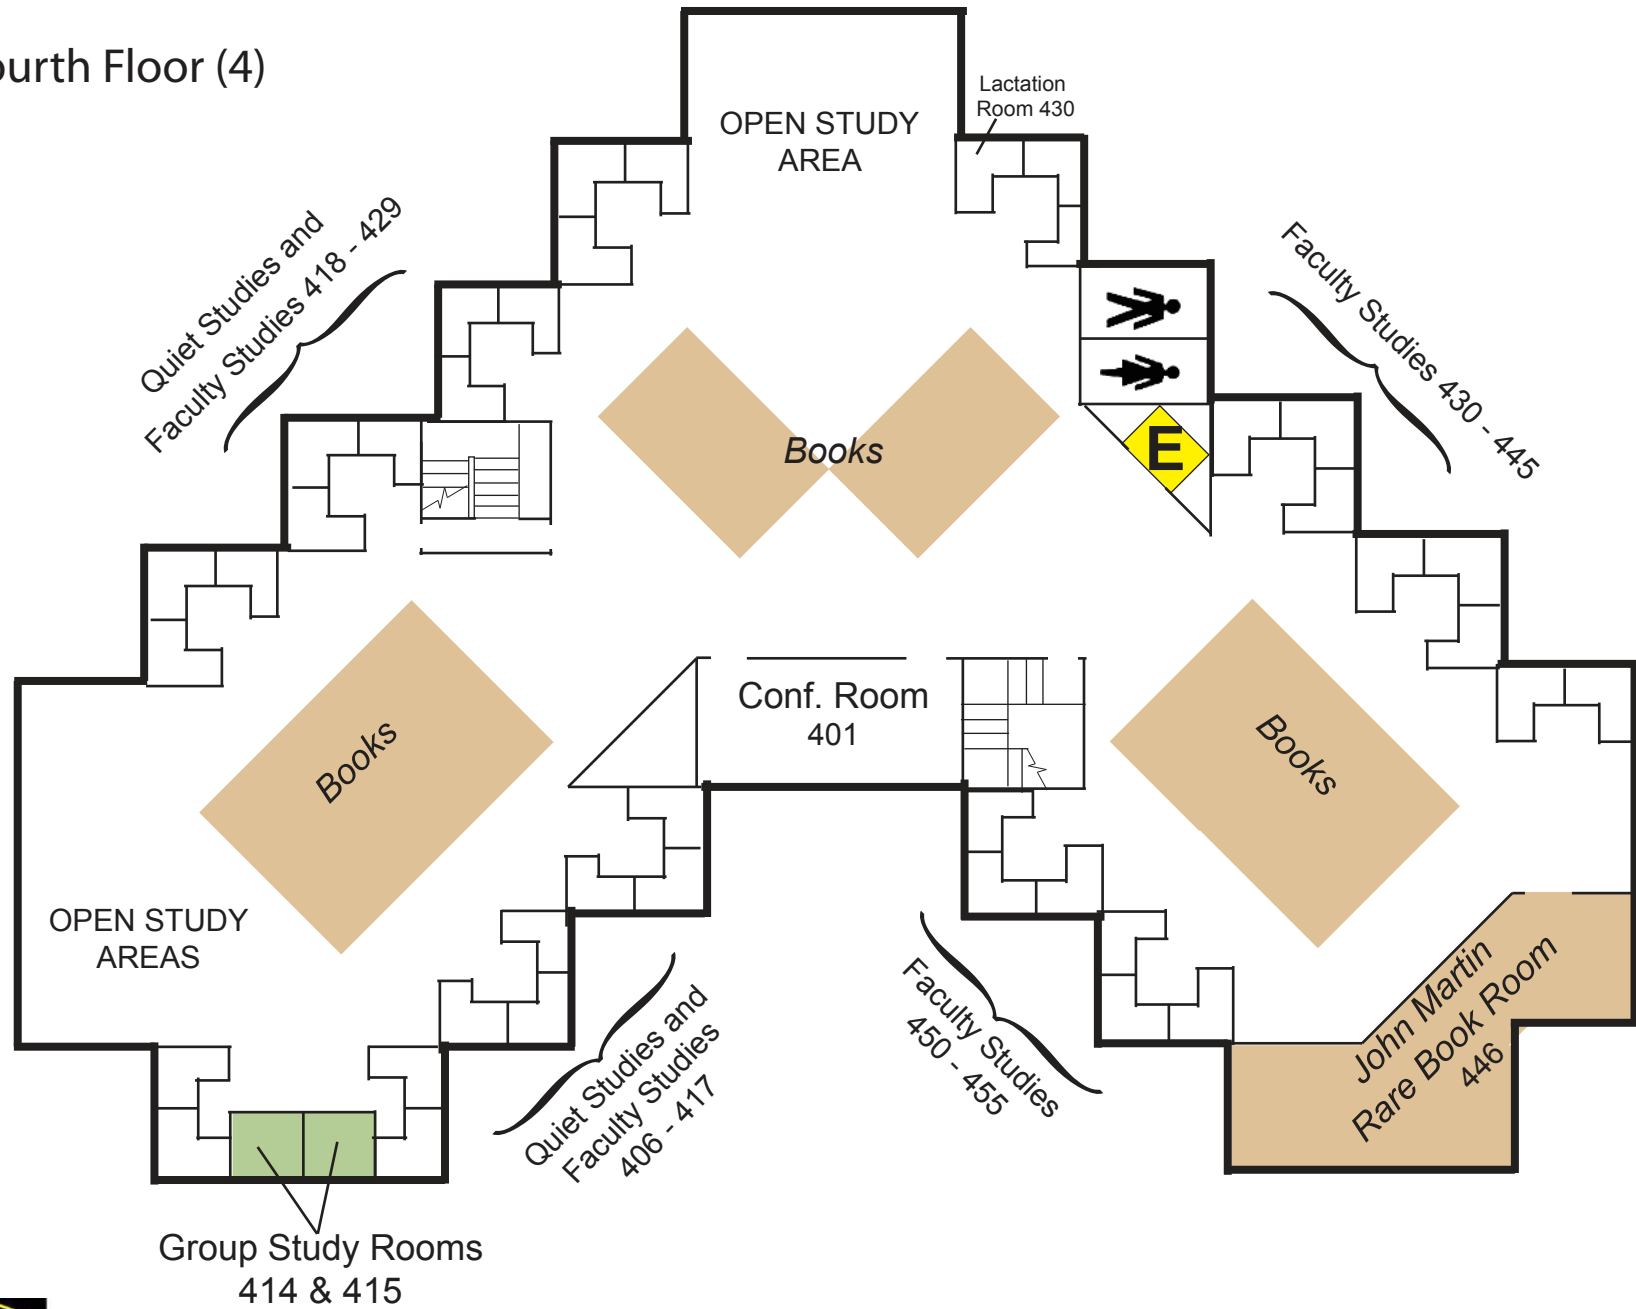 ourth Floor (4)
Lactation
Room 430
OPEN STUDY
AREA
Quiet Studies and
Faculty Studies 418 - 429
Faculty Studies 430 - 445
E
Books
Conf. Room
401
Books
Books
OPEN STUDY
AREAS
John Martin
Rare Book Room
446
Quiet Studies and
Faculty Studies
406 - 417
Faculty Studies
450 - 455
Group Study Rooms
414 & 415